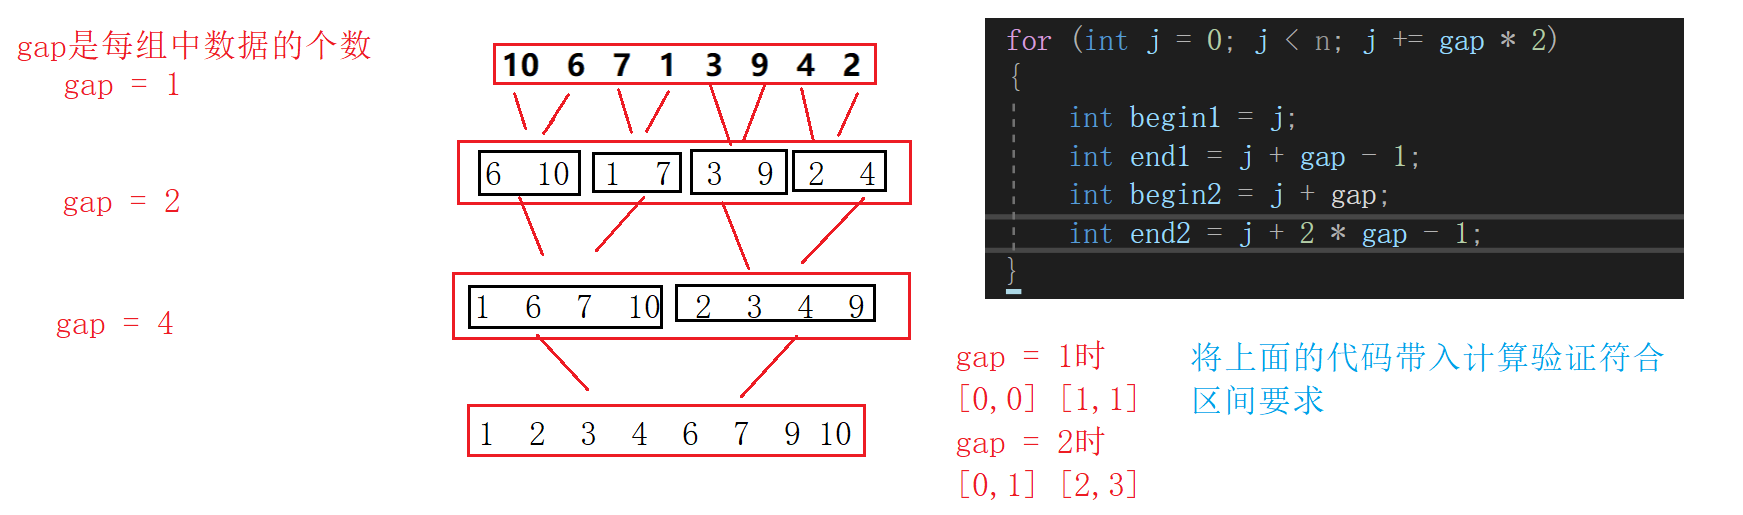 gap是每组中数据的个数
gap = 1
gap = 2
gap = 4
10 6 7 1 3 9 4 2
6 10 1 7 3 9 2 4
1 6 7 10 2 3 4 9
1 2 3 4 6 7 9 10
for (int j = 0; j < n; j += gap * 2)
{
int begin1 = j;
int end1 = j + gap - 1;
int begin2 = j + gap;
int end2 = j + 2 * gap - 1;
}
gap = 1时
[0,0] [1,1]
gap = 2时
[0,1] [2,3]
将上面的代码带入计算验证符合
区间要求